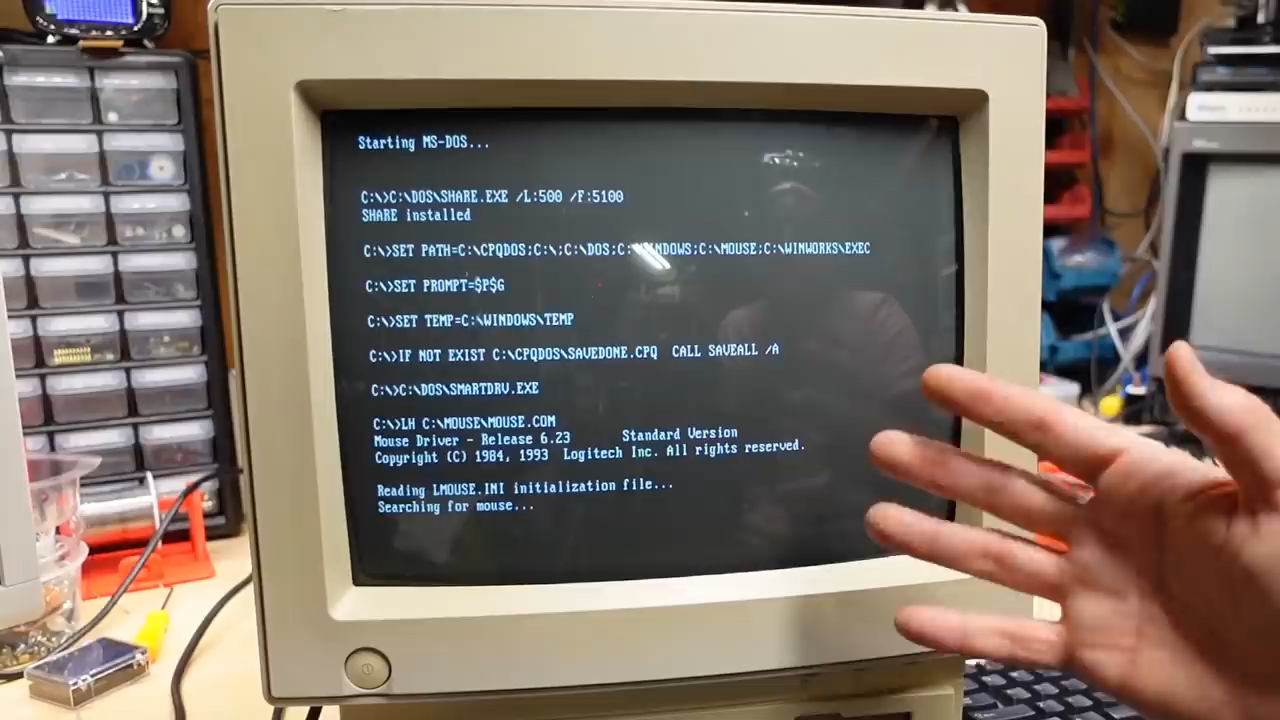 Starting MS-DOS...
C:\>C:\DOS\SHARE.EXE /L:500 /F:5100
SHARE installed
C:\>SET PATH=C:\CPQDOS;C:\;C:\DOS;C:\WINDOWS;C:\MOUSE;C:\WINWORKS\EXEC
C:\>SET PROMPT=$P$G
C:\>SET TEMP=C:\WINDOWS\TEMP
C:\>IF NOT EXIST C:\CPQDOS\SAVEDONE.CPQ  CALL SAVEALL /A
C:\>C:\DOS\SMARTDRV.EXE
C:\>LH C:\MOUSE\MOUSE.COM
Mouse Driver - Release 6.23      Standard Version
Copyright (C) 1984, 1993  Logitech Inc. All rights reserved.
Reading LMOUSE.INI initialization file...
Searching for mouse...